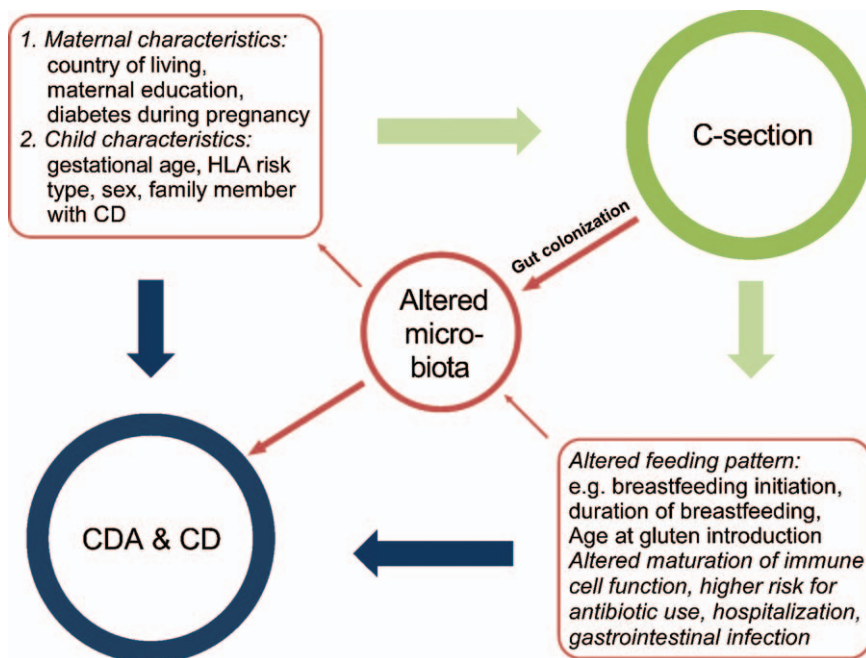 1. Maternal characteristics:
country of living,
maternal education,
diabetes during pregnancy
2. Child characteristics:
gestational age, HLA risk
type, sex, family member
with CD
C-section
Gut colonization
Altered
micro-
biota
CDA & CD
Altered feeding pattern:
e.g. breastfeeding initiation,
duration of breastfeeding,
Age at gluten introduction
Altered maturation of immune
cell function, higher risk for
antibiotic use, hospitalization,
gastrointestinal infection